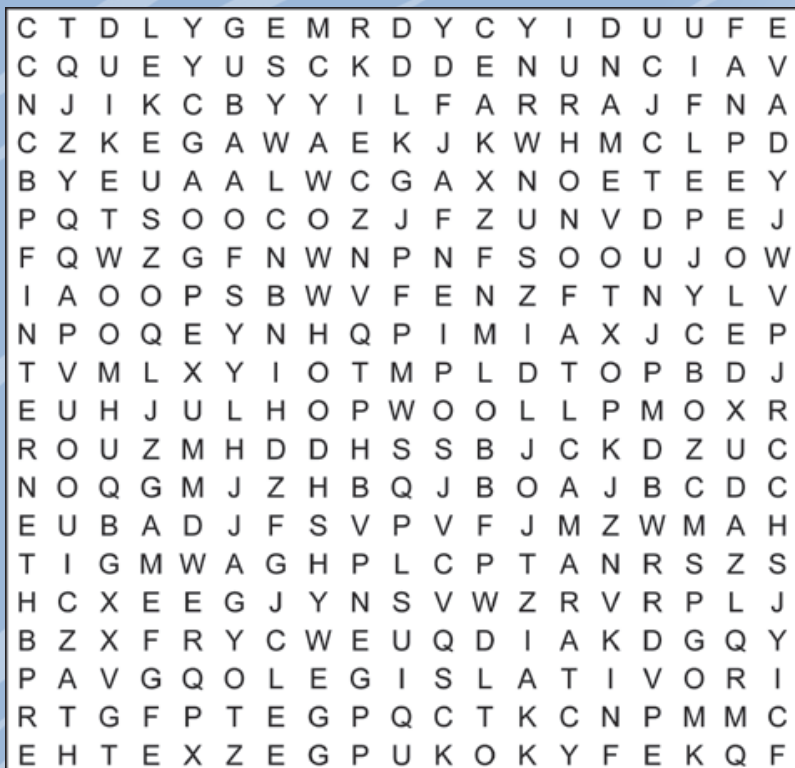 C T D L Y G E M R D Y C Y I D U U F E
C Q U E Y U S C K D D E N U N C I A V
N J I K C B Y Y I L F A R R A J F N A
C Z K E G A W A E K J K W H M C L P D
B Y E U A A L W C G A X N O E T E E Y
P Q T S O O C O Z J F Z U N V D P E J
F Q W Z G F N W N P N F S O O U J O W
I A O O P S B W V F E N Z F T N Y L V
N P O Q E Y N H Q P I M I A X J C E P
T V M L X Y I O T M P L D T O P B D J
E U H J U L H O P W O O L L P M O X R
R O U Z M H D D H S S B J C K D Z U C
N O Q G M J Z H B Q J B O A J B C D C
E U B A D J F S V P V F J M Z W M A H
T I G M W A G H P L C P T A N R S Z S
H C X E E G J Y N S V W Z R V R P L J
B Z X F R Y C W E U Q D I A K D G Q Y
P A V G Q O L E G I S L A T I V O R I
R T G F P T E G P Q C T K C N P M M C
E H T E X Z E G P U K O K Y F E K Q F